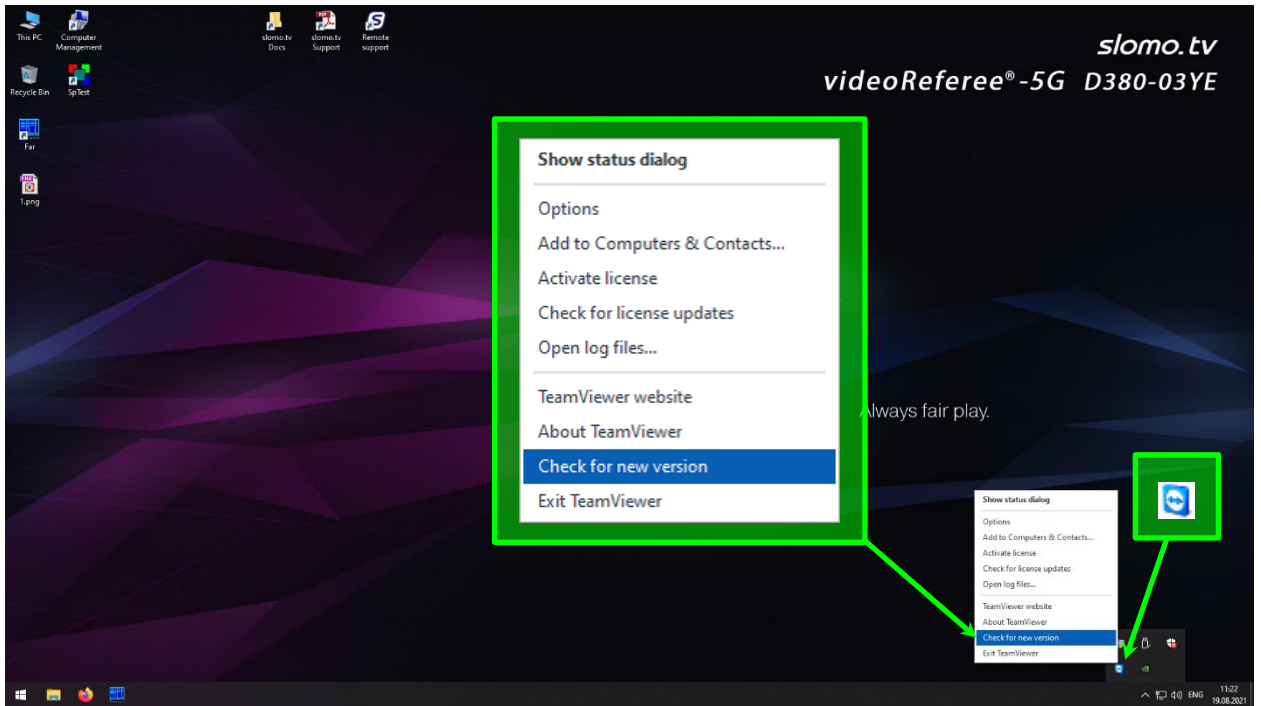 This PC
Computer
Management
slomo.tv
Docs
slomo.tv
Support
Remote
support
Recycle Bin
SpTest
Far
1.png
slomo.tv
videoReferee®-5G D380-03YE
Show status dialog
Options
Add to Computers & Contacts...
Activate license
Check for license updates
Open log files...
TeamViewer website
About TeamViewer
Check for new version
Exit TeamViewer
Always fair play.
Show status dialog
Options
Add to Computers & Contacts...
Activate license
Check for license updates
Open log files...
TeamViewer website
About TeamViewer
Check for new version
Exit TeamViewer
ENG
11:22
19.08.2021